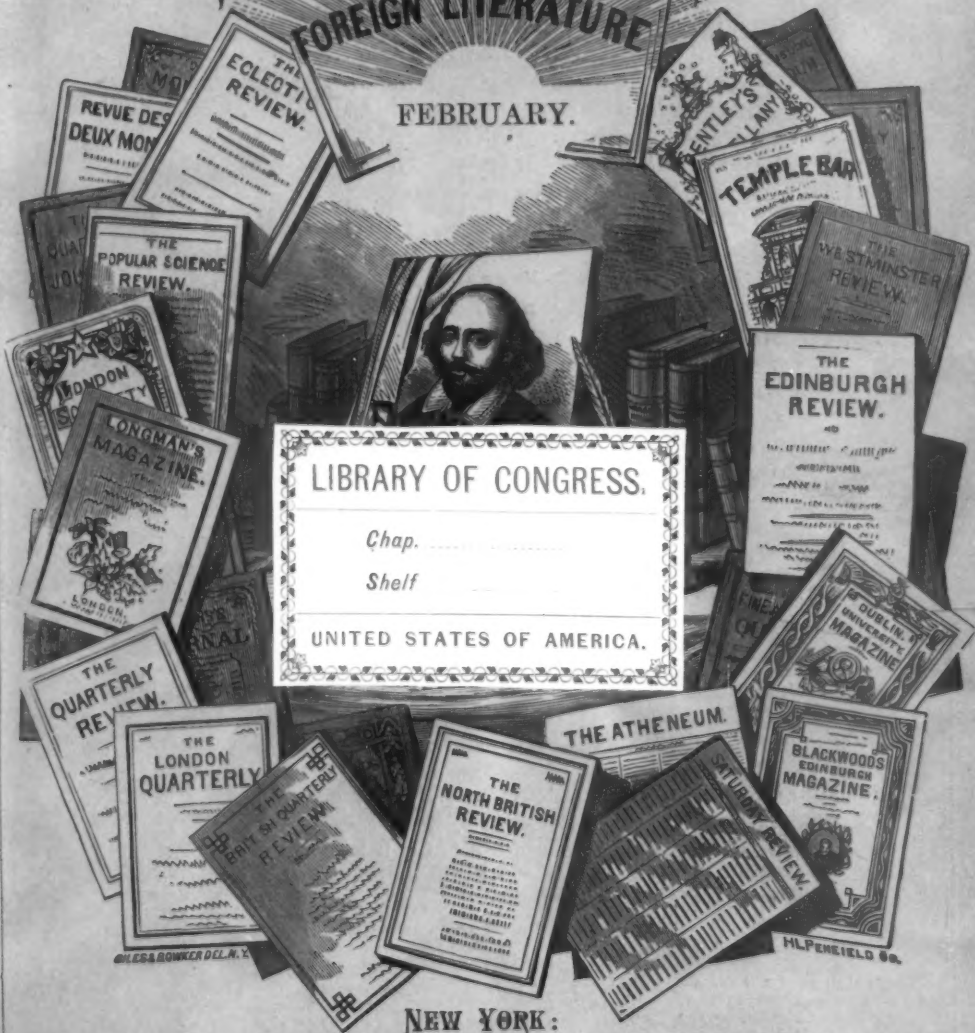 FOREIGN LITERATURE
FEBRUARY.
THE
ECLECTIC
REVIEW.
REVUE DES
DEUX MON
THE
POPULAR SCIENCE
REVIEW.
LONDON
SOCIETY
LONGMAN'S
MAGAZINE.
LONDON,
THE
QUARTERLY
REVIEW.
THE
LONDON
QUARTERLY
THE
BRITISH QUARTERLY
REVIEW
THE
NORTH BRITISH
REVIEW.
THE ATHENEUM.
SATURDAY REVIEW.
BLACKWOODS
EDINBURGH
MAGAZINE.
DUBLIN.
UNIVERSITY
MAGAZINE
THE
EDINBURGH
REVIEW.
THE
WESTMINSTER
REVIEW.
TEMPLE BAR
ENTLEY'S
ELLANY
LIBRARY OF CONGRESS.
Chap.
Shelf
UNITED STATES OF AMERICA.
GILES & BOWKER DEL. N.Y.
NEW YORK: